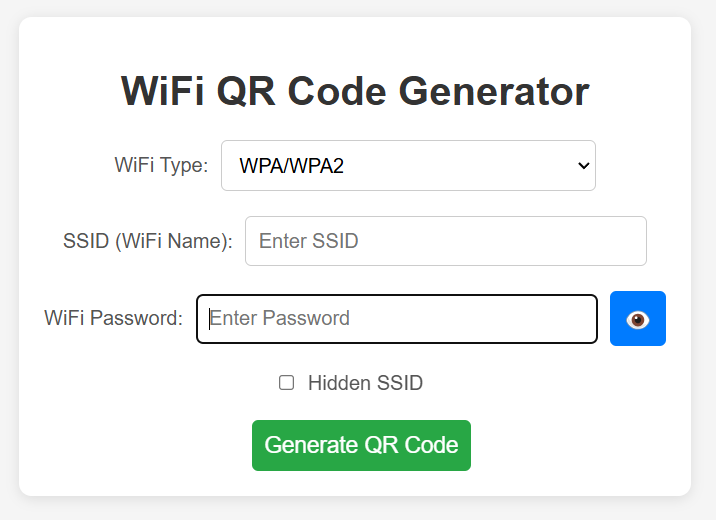 WiFi QR Code Generator
WiFi Type: WPA/WPA2
SSID (WiFi Name): Enter SSID
WiFi Password: Enter Password
Hidden SSID
Generate QR Code